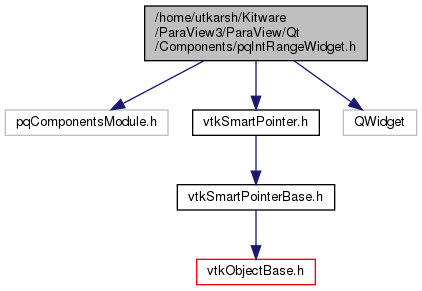 /home/utkarsh/Kitware
/ParaView3/ParaView/Qt
/Components/pqIntRangeWidget.h
pqComponentsModule.h
vtkSmartPointer.h
QWidget
vtkSmartPointerBase.h
vtkObjectBase.h